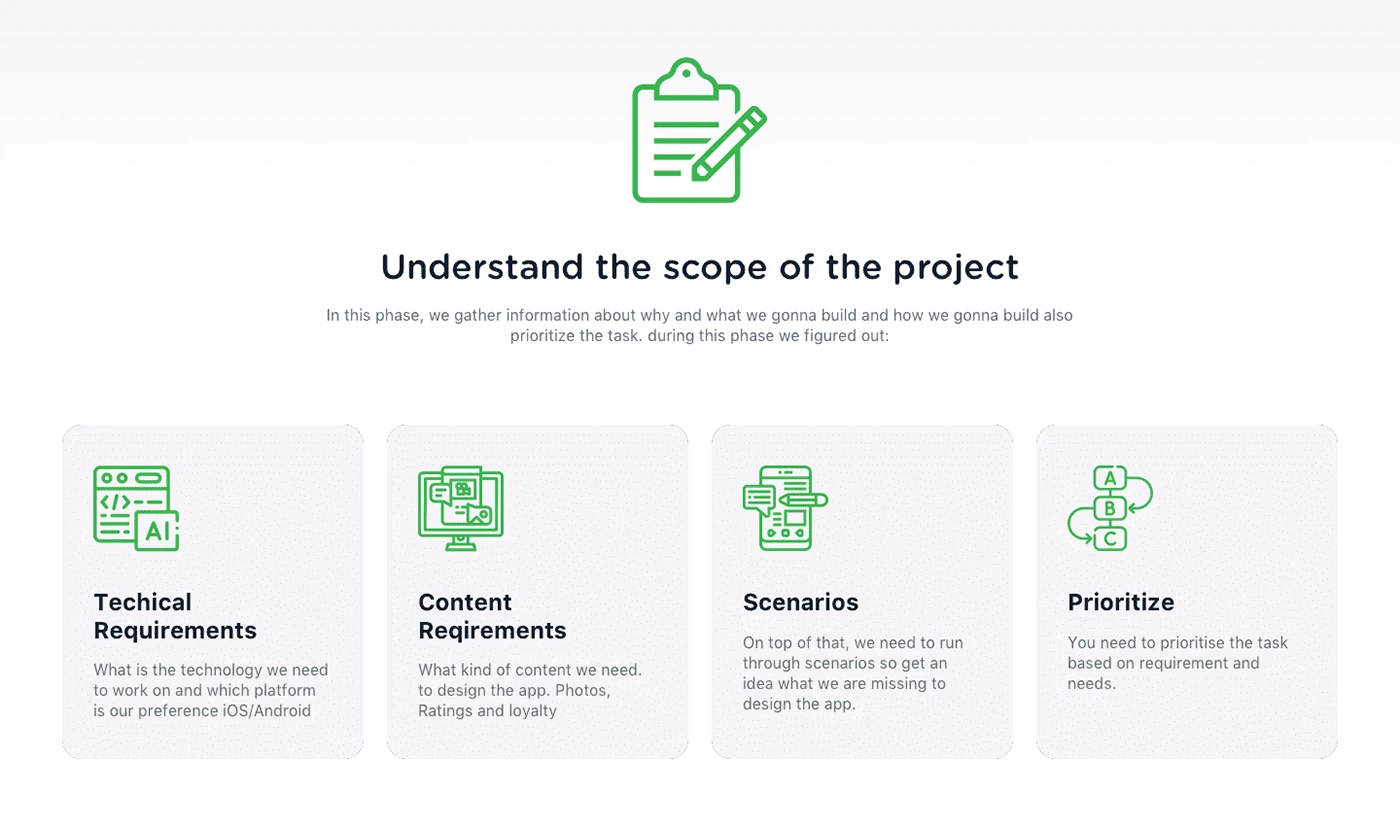 Understand the scope of the project
In this phase, we gather information about why and what we gonna build and how we gonna build also
prioritize the task. during this phase we figured out:
</>
AI
Techical
Requirements
What is the technology we need
to work on and which platform
is our preference iOS/Android
Content
Reqirements
What kind of content we need.
to design the app. Photos,
Ratings and loyalty
Scenarios
On top of that, we need to run
through scenarios so get an
idea what we are missing to
design the app.
A
B
C
Prioritize
You need to prioritise the task
based on requirement and
needs.